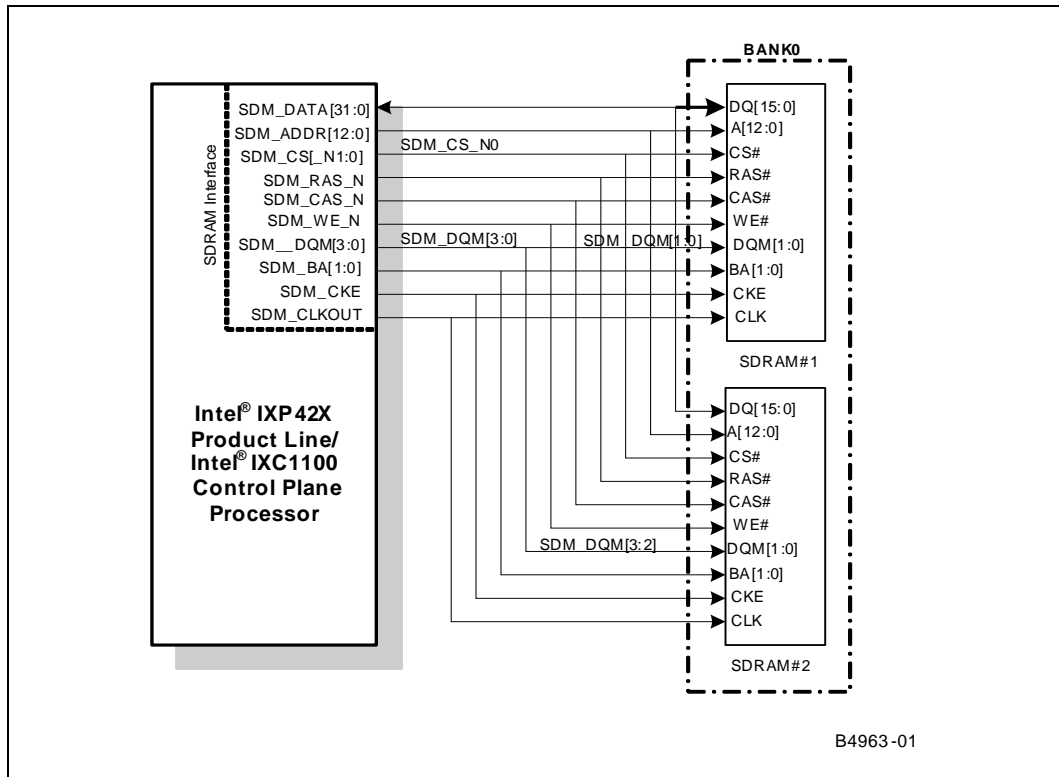 BANK0
SDRAM Interface
SDM_DATA[31:0]
SDM_ADDR[12:0]
SDM_CS[_N1:0]
SDM_RAS_N
SDM_CAS_N
SDM_WE_N
SDM__DQM[3:0]
SDM_BA[1:0]
SDM_CKE
SDM_CLKOUT
Intel® IXP42X
Product Line/
Intel® IXC1100
Control Plane
Processor
SDM_CS_N0
SDM_DQM[3:0]
SDM_DQM[1:0]
SDM_DQM[3:2]
DQ[15:0]
A[12:0]
CS#
RAS#
CAS#
WE#
DQM[1:0]
BA[1:0]
CKE
CLK
SDRAM#1
DQ[15:0]
A[12:0]
CS#
RAS#
CAS#
WE#
DQM[1:0]
BA[1:0]
CKE
CLK
SDRAM#2
B4963-01